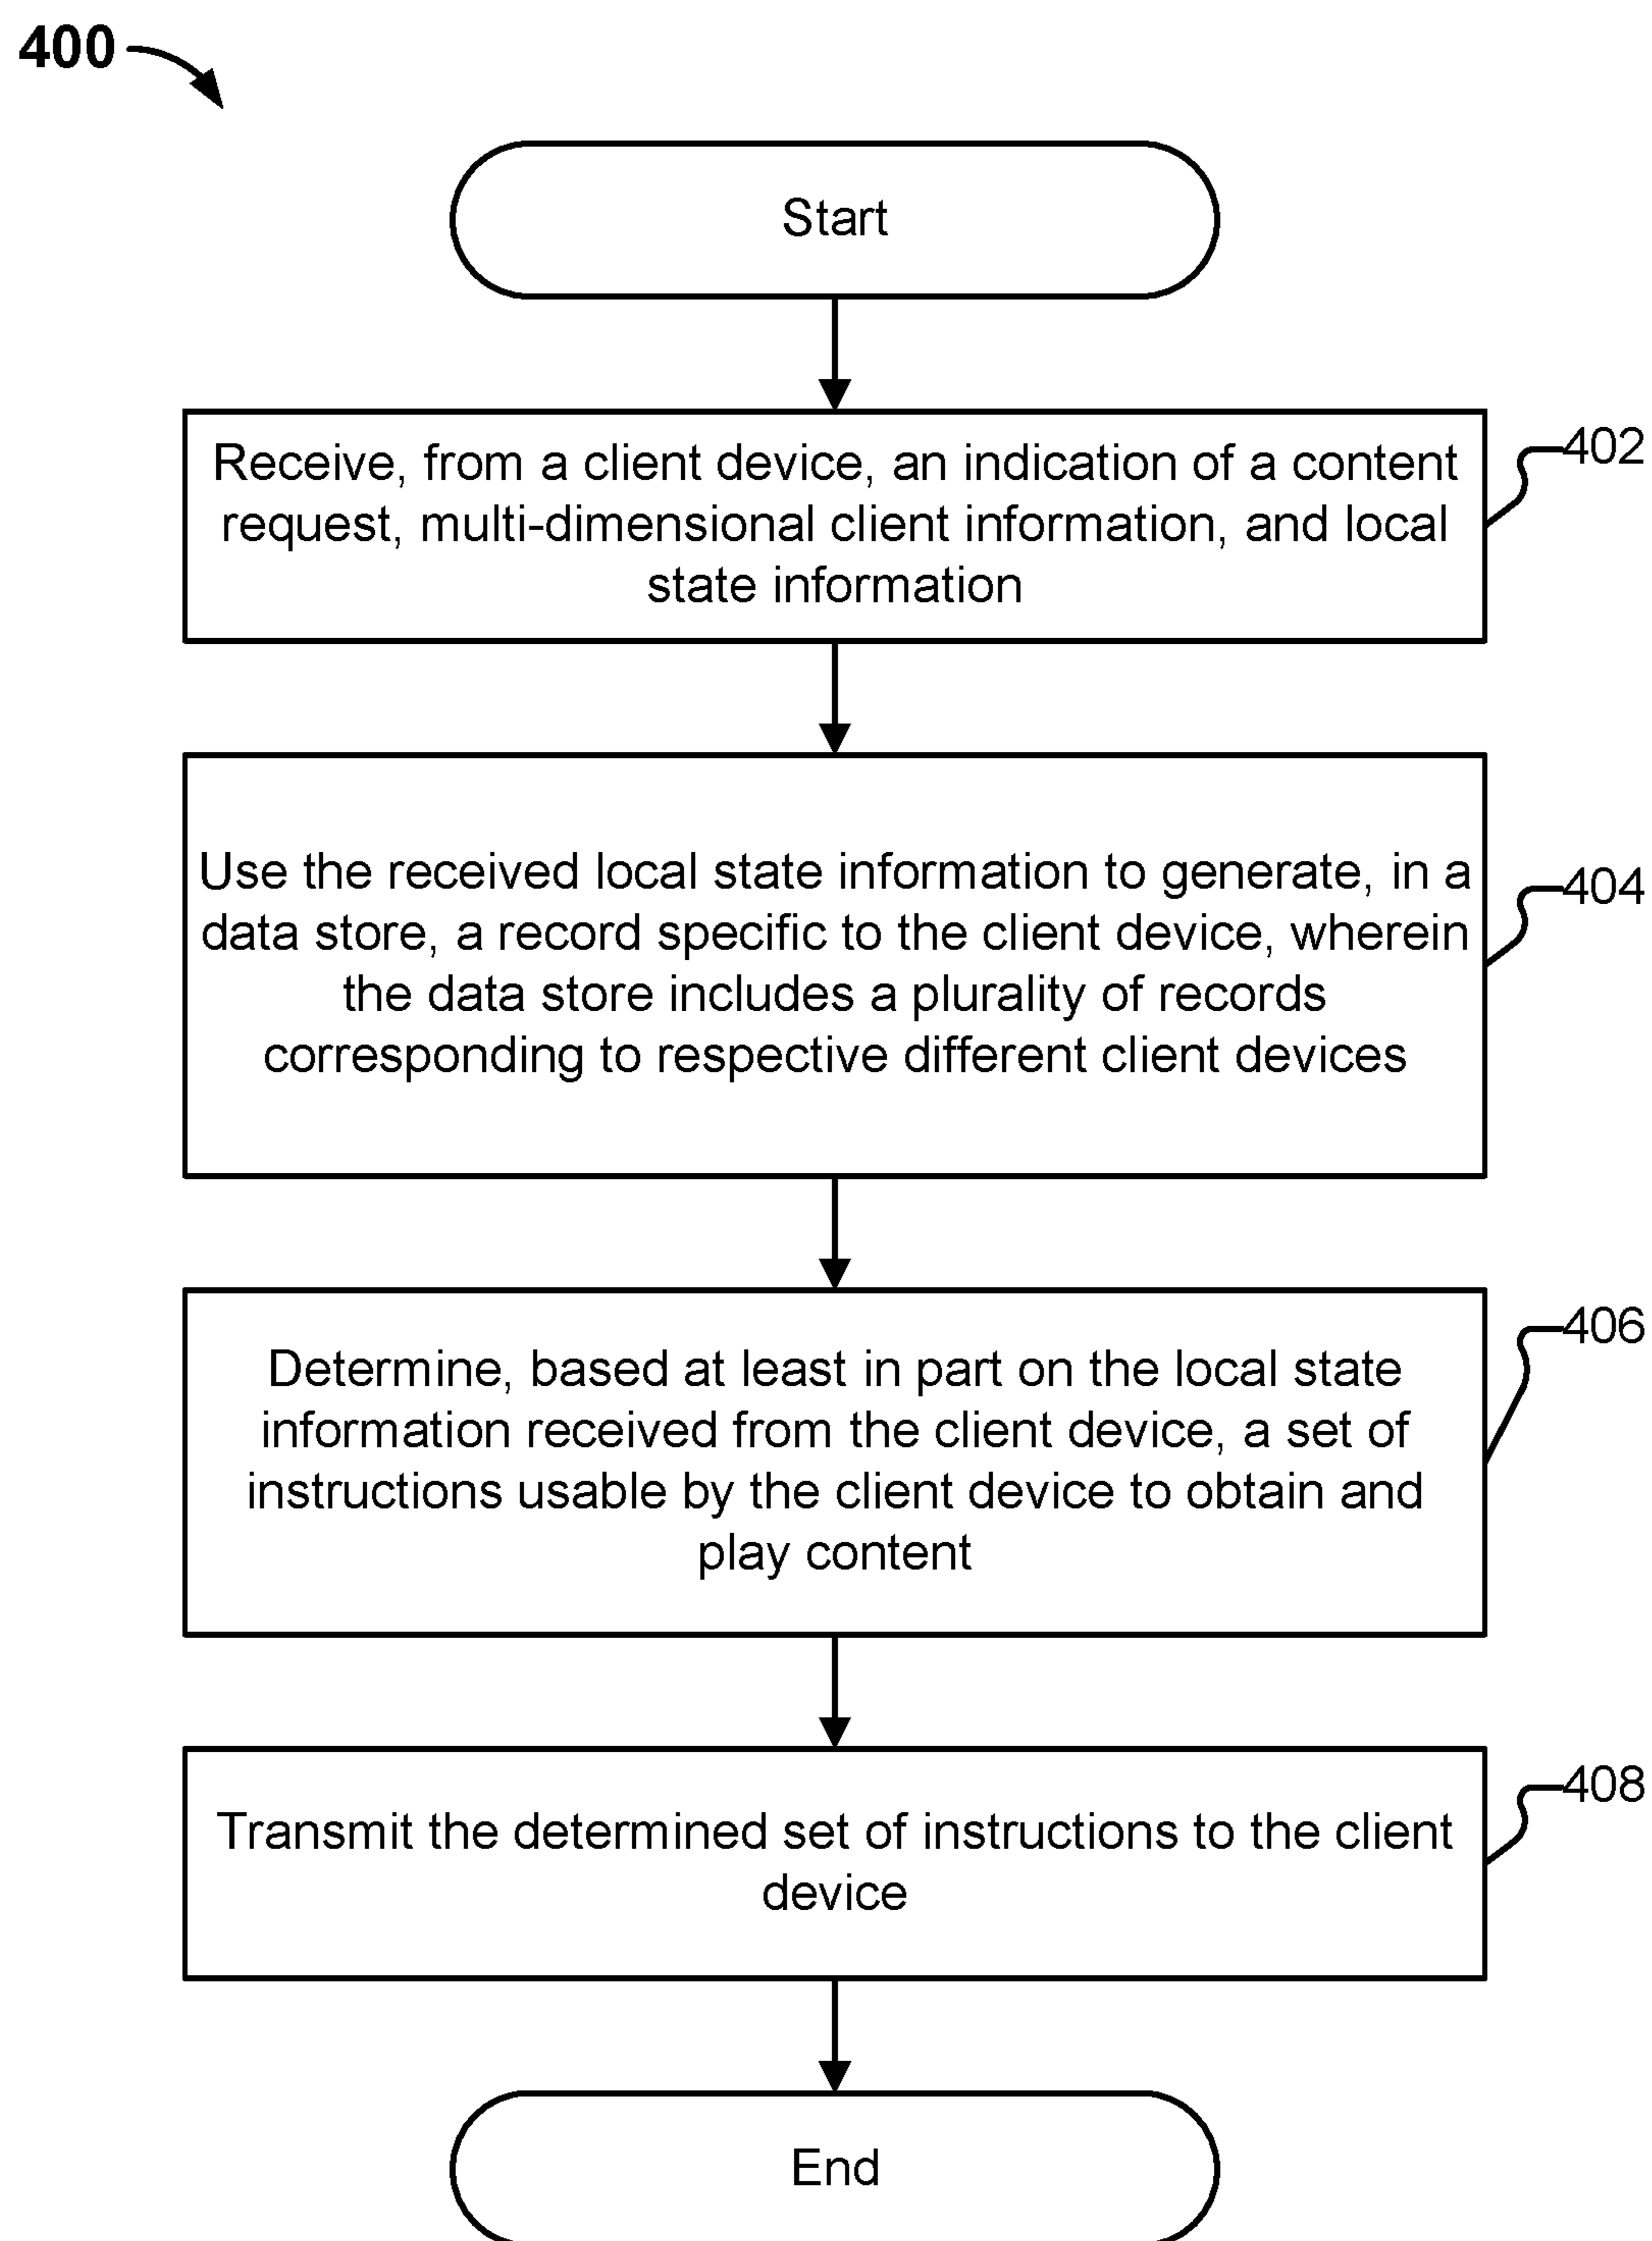 400
Start
Receive, from a client device, an indication of a content
request, multi-dimensional client information, and local
state information
402
Use the received local state information to generate, in a
data store, a record specific to the client device, wherein
the data store includes a plurality of records
corresponding to respective different client devices
404
Determine, based at least in part on the local state
information received from the client device, a set of
instructions usable by the client device to obtain and
play content
406
Transmit the determined set of instructions to the client
device
408
End